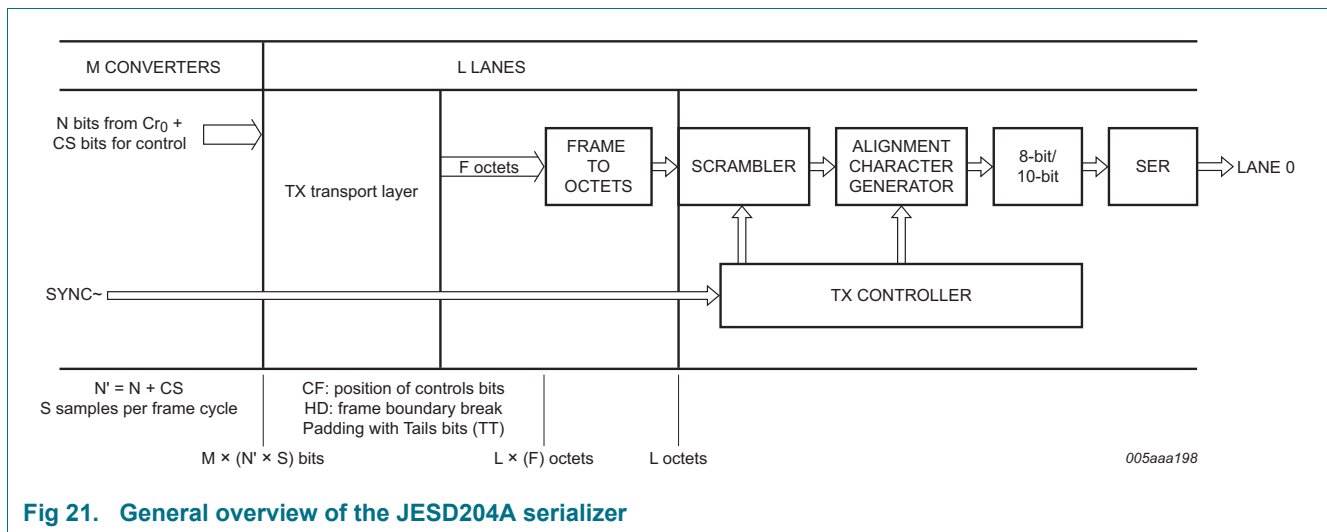 M CONVERTERS
L LANES
N bits from Cr0 +
CS bits for control
TX transport layer
F octets
FRAME
TO
OCTETS
SCRAMBLER
ALIGNMENT
CHARACTER
GENERATOR
8-bit/
10-bit
SER
LANE 0
SYNC~
TX CONTROLLER
N' = N + CS
S samples per frame cycle
CF: position of controls bits
HD: frame boundary break
Padding with Tails bits (TT)
M × (N' × S) bits
L × (F) octets
L octets
005aaa198
Fig 21. General overview of the JESD204A serializer